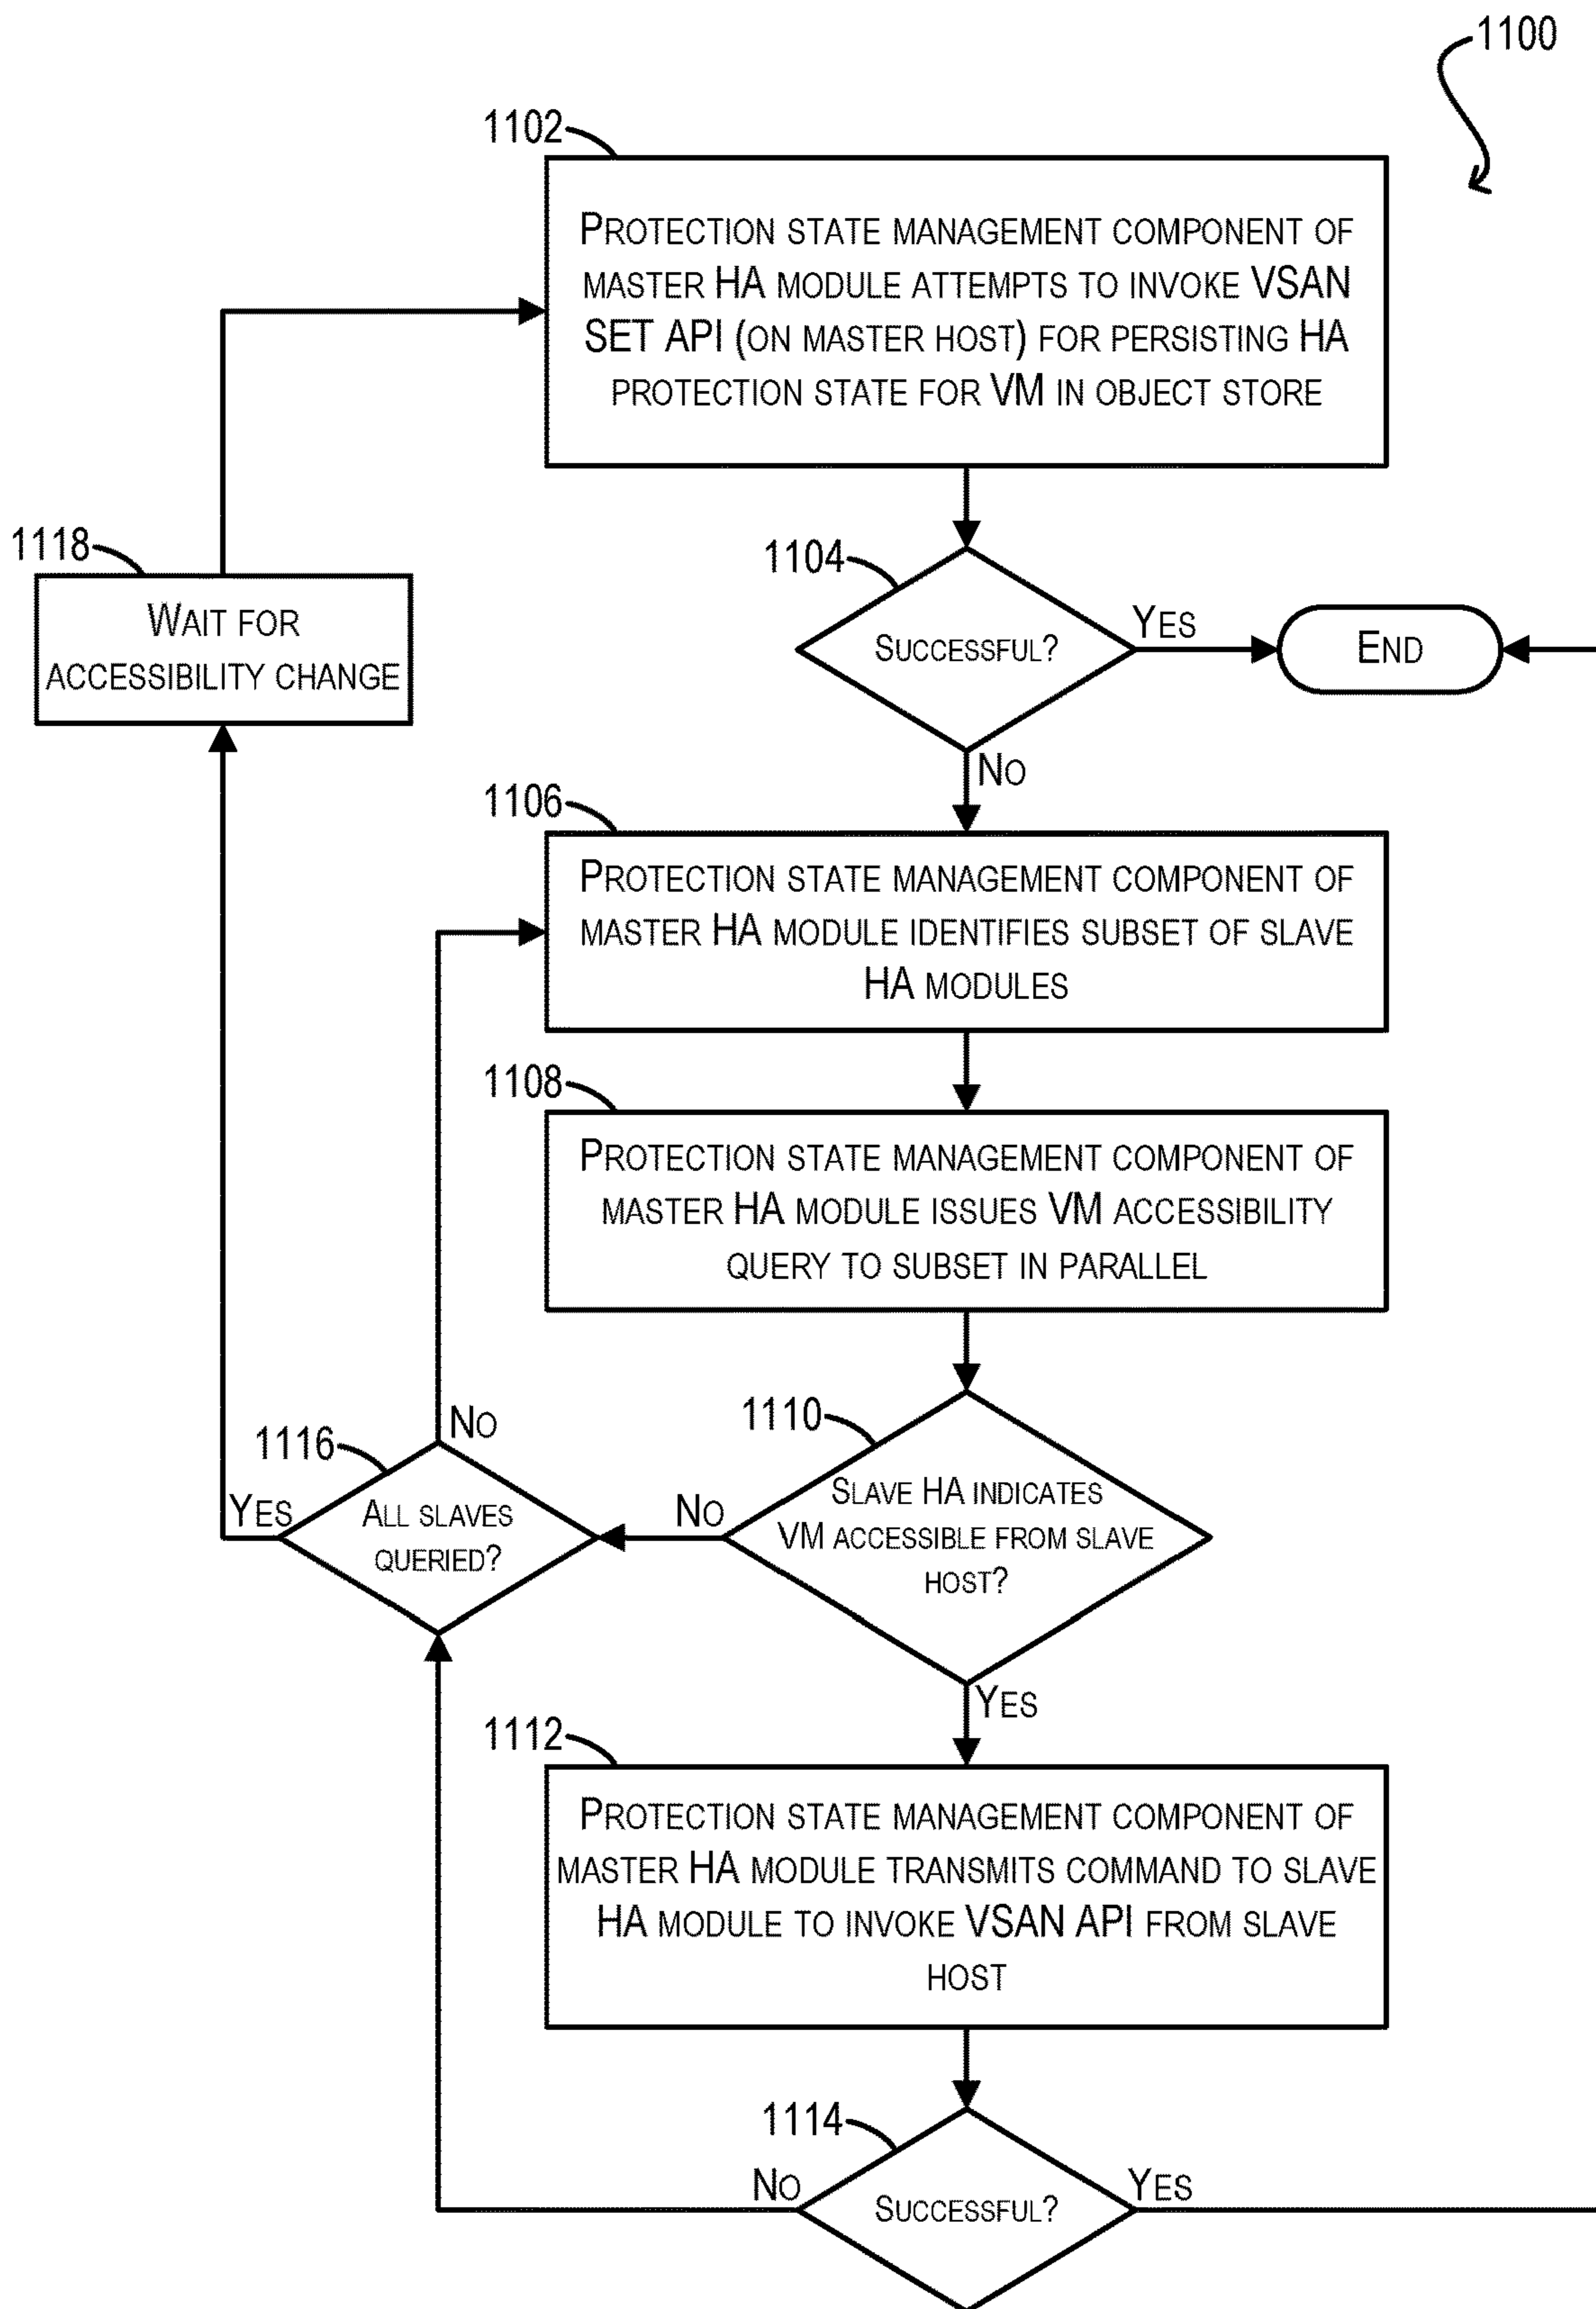 1100
1102
Protection state management component of
master HA module attempts to invoke VSAN
SET API (on master host) for persisting HA
protection state for VM in object store
1118
Wait for
accessibility change
1104
Successful?
Yes
End
No
1106
Protection state management component of
master HA module identifies subset of slave
HA modules
1108
Protection state management component of
master HA module issues VM accessibility
query to subset in parallel
1110
Slave HA indicates
VM accessible from slave
host?
No
Yes
1116
All slaves
queried?
No
Yes
1112
Protection state management component of
master HA module transmits command to slave
HA module to invoke VSAN API from slave
host
1114
Successful?
No
Yes